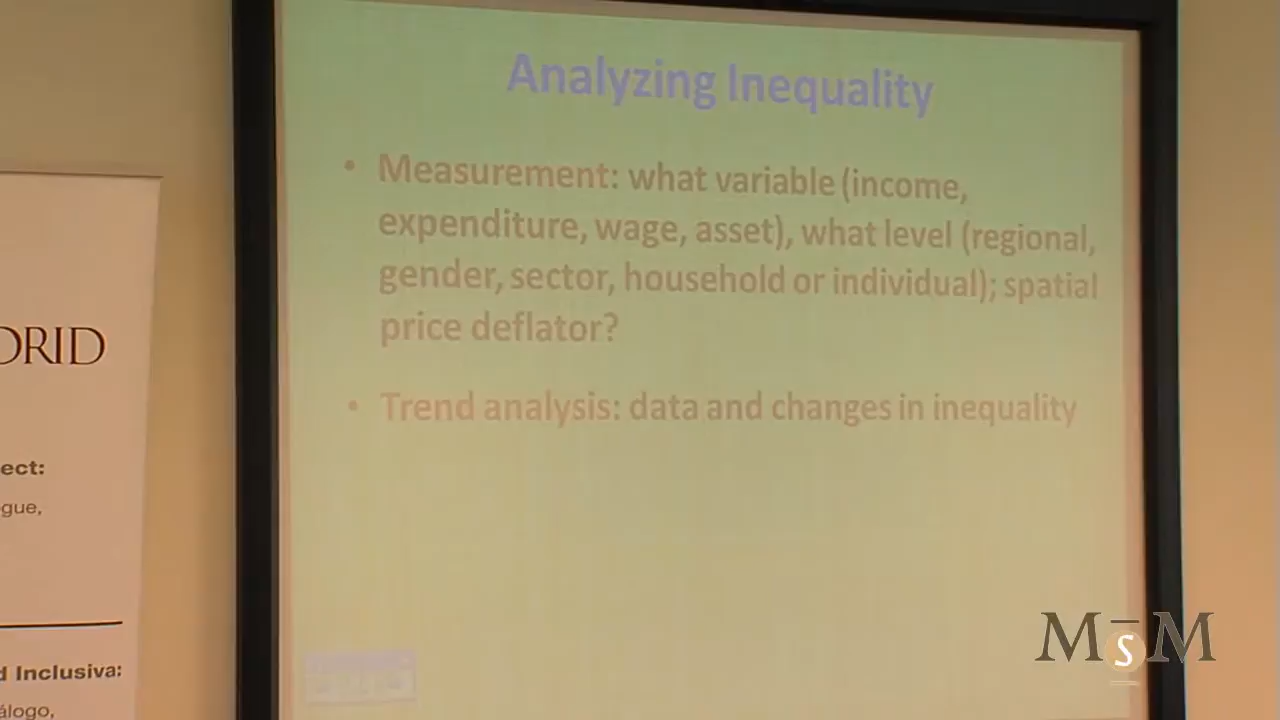 Analyzing Inequality
• Measurement: what variable (income,
expenditure, wage, asset), what level (regional,
gender, sector, household or individual); spatial
price deflator?
• Trend analysis: data and changes in inequality
DRID
ect:
gue,
d Inclusiva:
álogo,
MSM